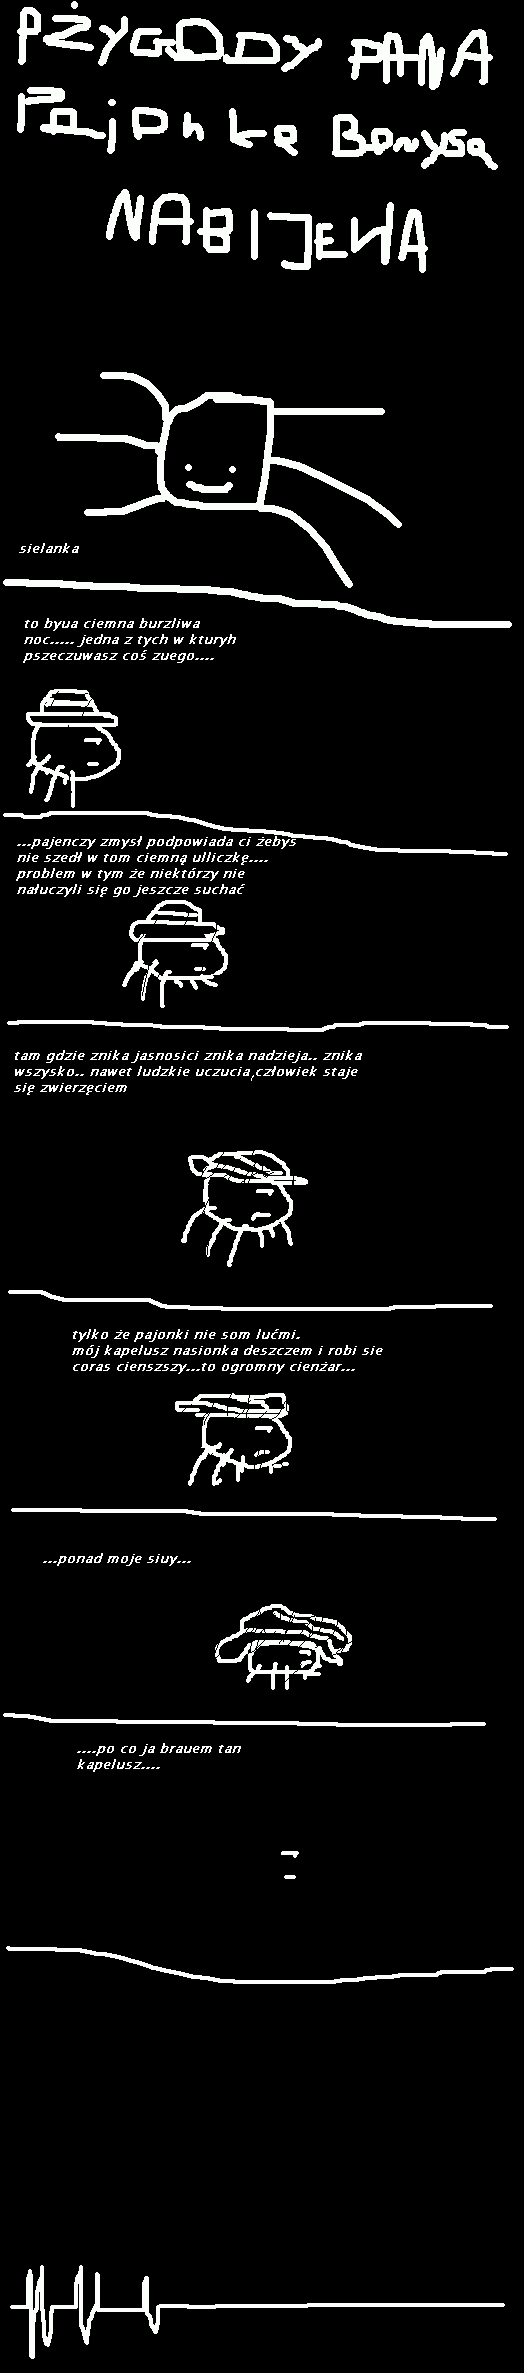 PŻYGODY PANA
Pająnka Borysa
NABIJEНA
sielanka
to byua ciemna burzliwa
noc..... jedna z tych w kturyh
pszeczuwasz coś zuego....
...pajenczy zmysł podpowiada ci żebyś
nie szedł w tom ciemną ulliczkę....
problem w tym że niektórzy nie
nałuczyli się go jeszcze suchać
tam gdzie znika jasnosici znika nadzieja.. znika
wszysko.. nawet ludzkie uczucia,człowiek staje
się zwierzęciem
tylko że pajonki nie som lućmi.
mój kapelusz nasionka deszczem i robi sie
coras cienszszy...to ogromny cienżar...
...ponad moje siuy...
....po co ja brauem tan
kapelusz....